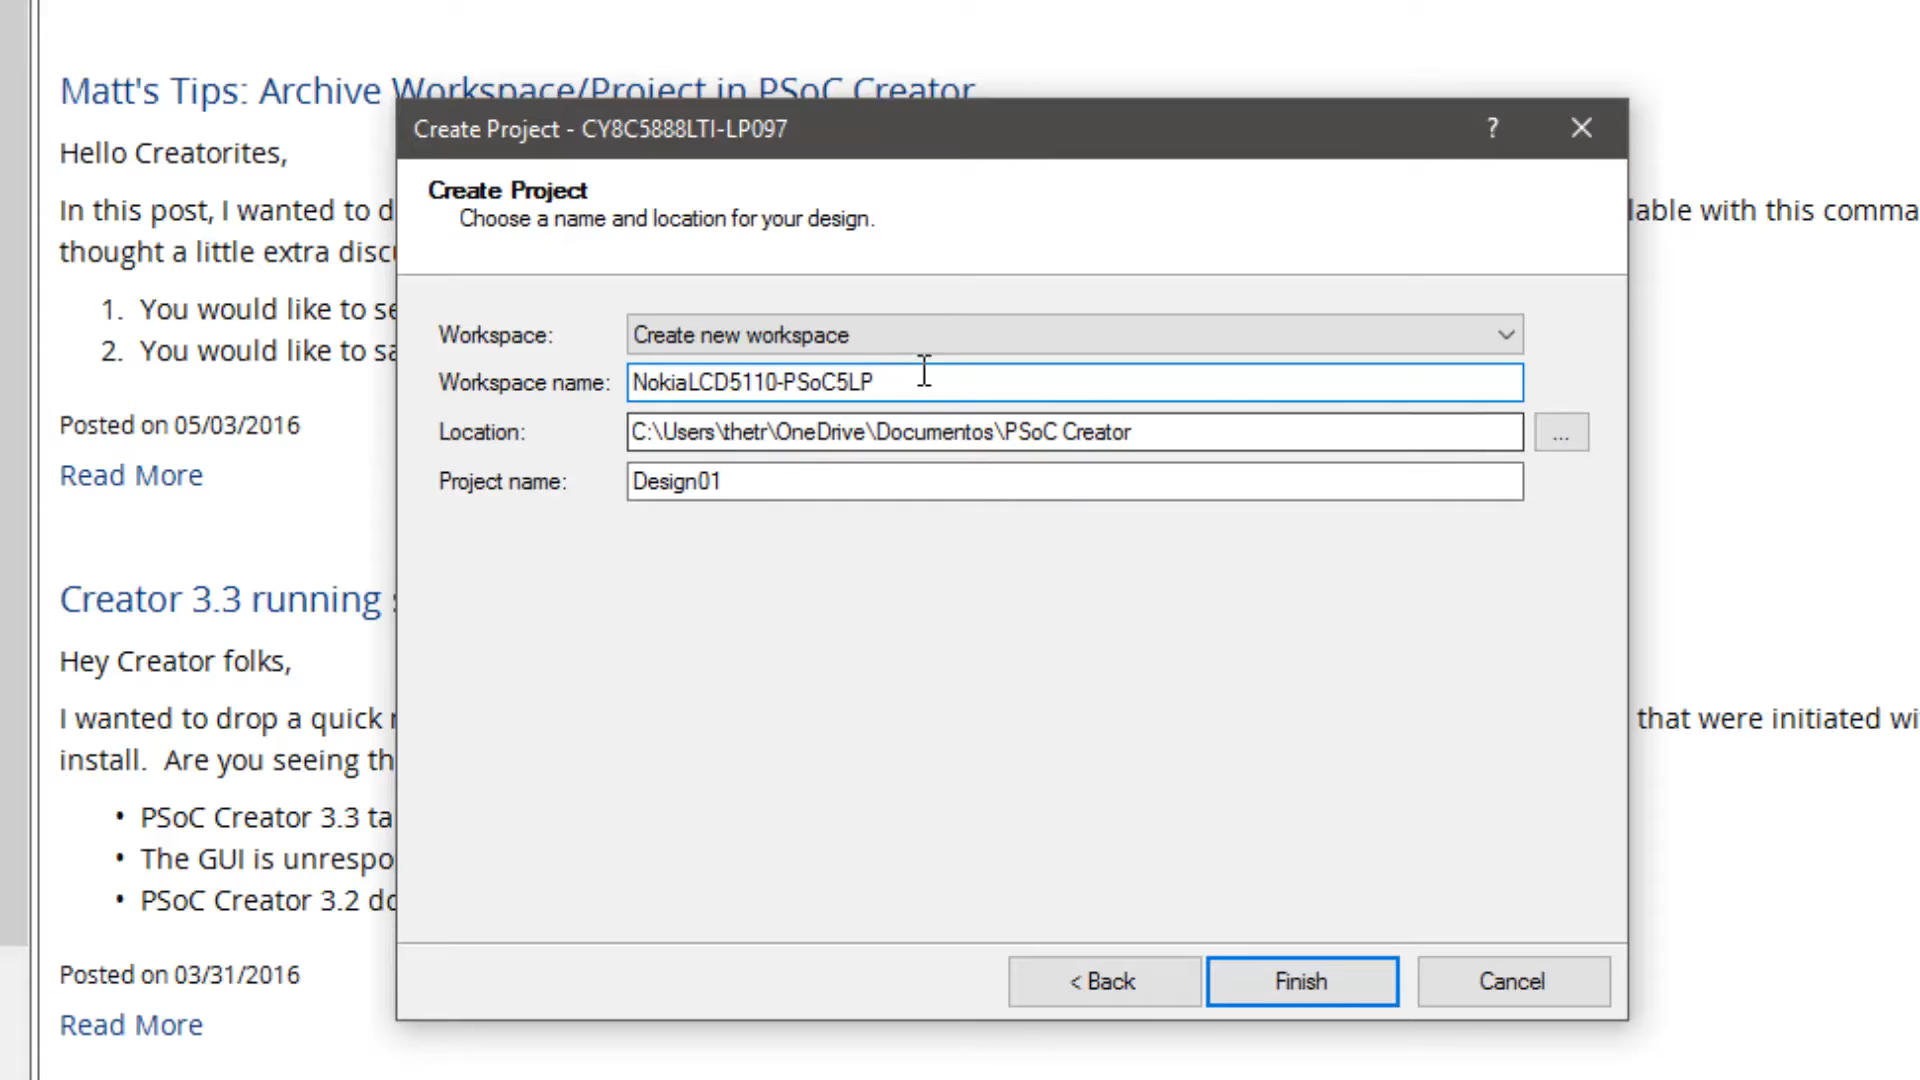 Matt's Tips: Archive Workspace/Project in PSoC Creator
Hello Creatorites,
In this post, I wanted to d
lable with this comma
thought a little extra disc
1. You would like to se
2. You would like to sa
Posted on 05/03/2016
Read More
Creator 3.3 running
Hey Creator folks,
I wanted to drop a quick
that were initiated wi
install. Are you seeing th
• PSoC Creator 3.3 ta
• The GUI is unrespo
• PSoC Creator 3.2 do
Posted on 03/31/2016
Read More
Create Project - CY8C5888LTI-LP097
?
Create Project
Choose a name and location for your design.
Workspace: Create new workspace
Workspace name: NokiaLCD5110-PSoC5LP
Location: C:\Users\thetr\OneDrive\Documentos\PSoC Creator ...
Project name: Design01
< Back Finish Cancel